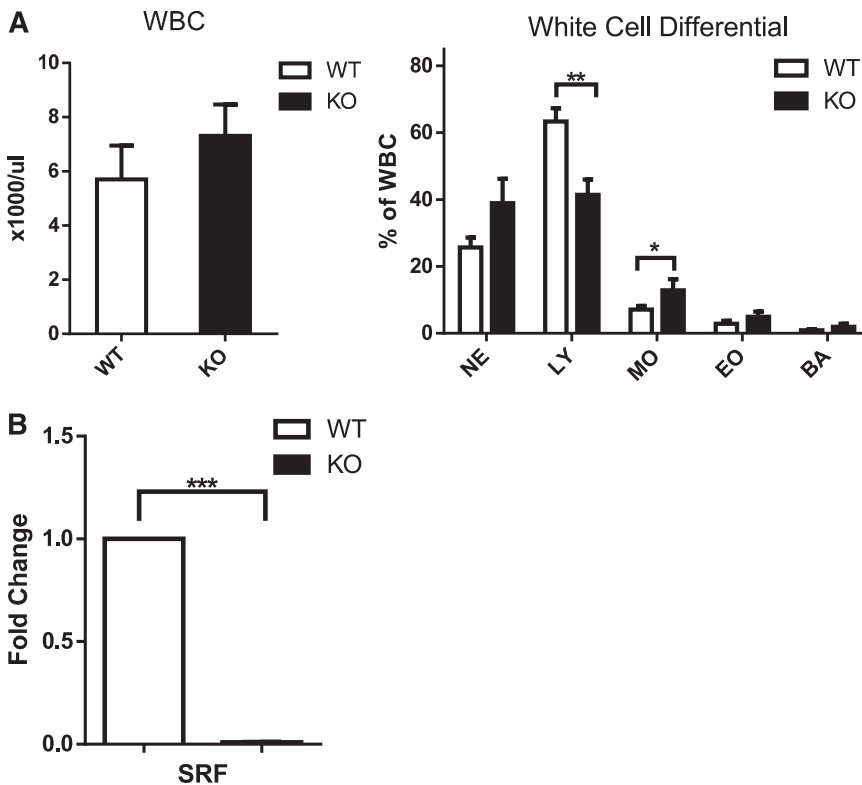 A
WBC
x1000/ul
10
8
6
4
2
0
WT
KO
WT
KO
White Cell Differential
% of WBC
80
60
40
20
0
**
*
WT
KO
NE
LY
MO
EO
BA
B
Fold Change
1.5
1.0
0.5
0.0
***
WT
KO
SRF